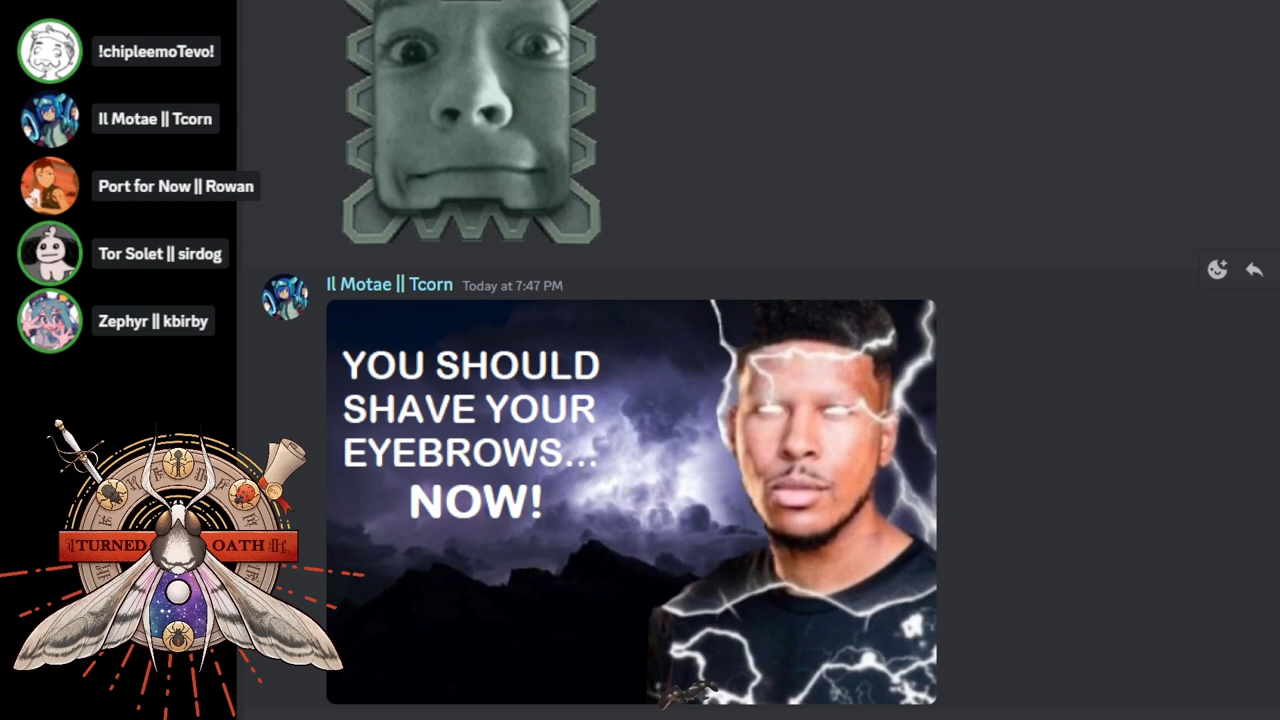 !chipleemoTevo!
Il Motae || Tcorn
Port for Now || Rowan
Tor Solet || sirdog
Zephyr || kbirby
TURNED OATH
Il Motae || Tcorn Today at 7:47 PM
YOU SHOULD
SHAVE YOUR
EYEBROWS...
NOW!